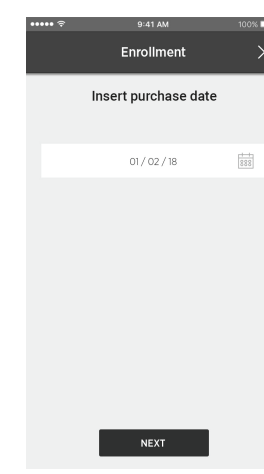 9:41 AM 100%
Enrollment
Insert purchase date
01 / 02 / 18
NEXT